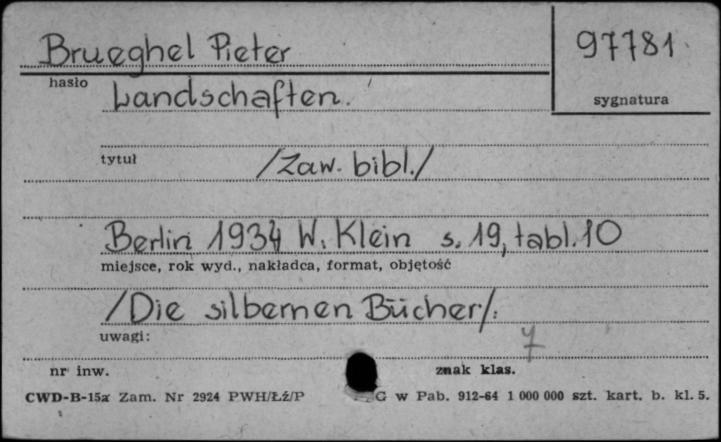 Brueghel Pieter
97781
hasło
Landschaften.
sygnatura
tytuł
/Zaw. bibl./
Berlin 1934 W. Klein s. 19, tabl. 10
miejsce, rok wyd., nakładca, format, objętość
/Die silbernen Bücher/.
uwagi:
7
nr inw.
znak klas.
CWD-B-15a Zam. Nr 2924 PWH/Łż/P
G w Pab. 912-64 1 000 000 szt. kart. b. kl. 5.